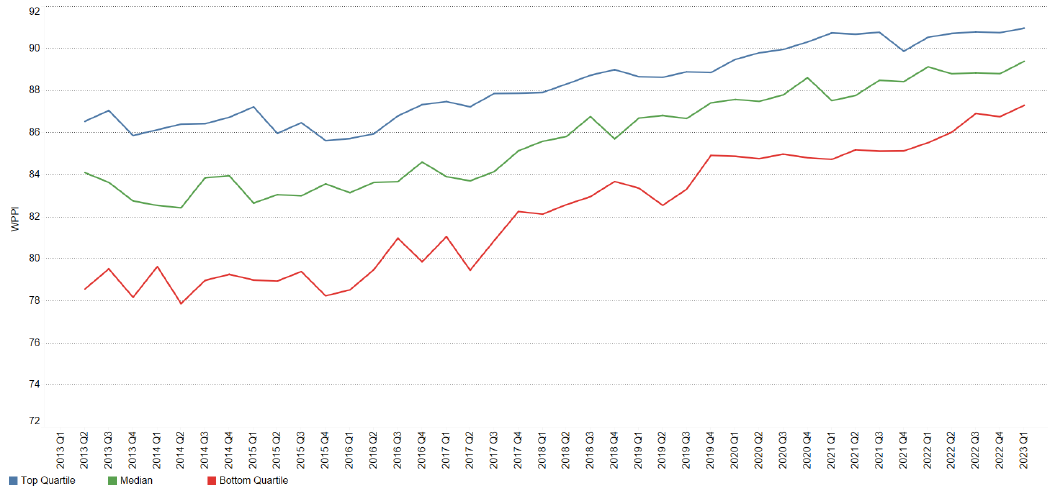 92
90
88
86
84
82
80
78
76
74
72
WPPI
2013 Q1
2013 Q2
2013 Q3
2013 Q4
2014 Q1
2014 Q2
2014 Q3
2014 Q4
2015 Q1
2015 Q2
2015 Q3
2015 Q4
2016 Q1
2016 Q2
2016 Q3
2016 Q4
2017 Q1
2017 Q2
2017 Q3
2017 Q4
2018 Q1
2018 Q2
2018 Q3
2018 Q4
2019 Q1
2019 Q2
2019 Q3
2019 Q4
2020 Q1
2020 Q2
2020 Q3
2020 Q4
2021 Q1
2021 Q2
2021 Q3
2021 Q4
2022 Q1
2022 Q2
2022 Q3
2022 Q4
2023 Q1
Top Quartile Median Bottom Quartile